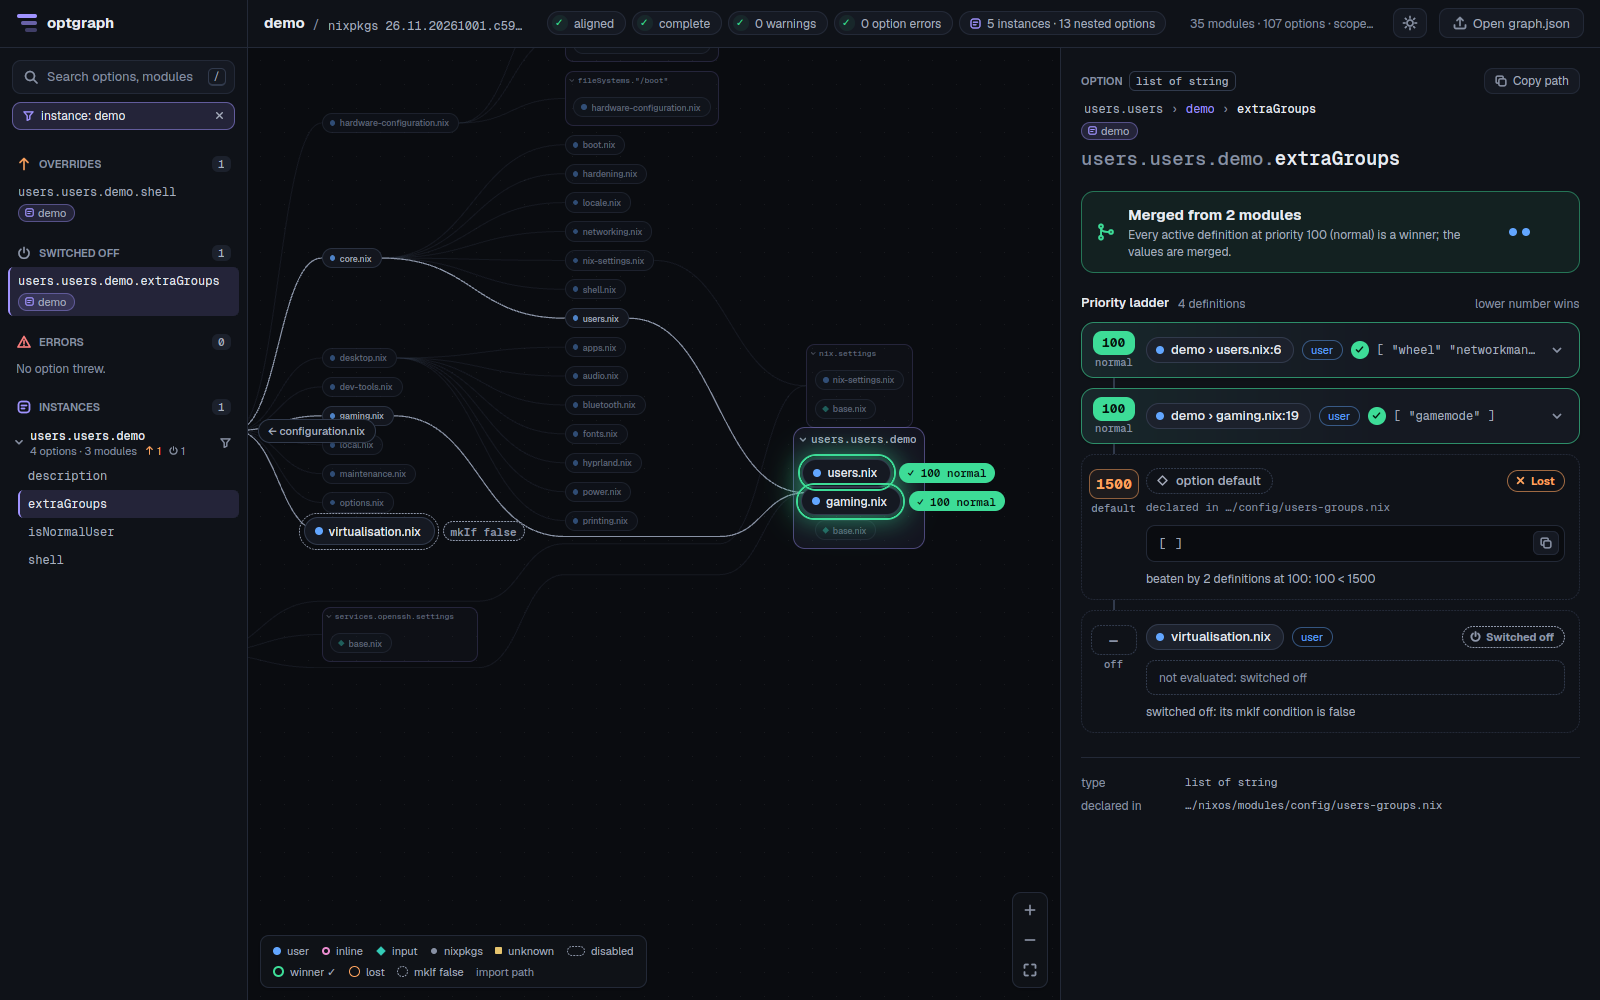 optgraph
demo / nixpkgs 26.11.20261001.c59…
✓ aligned
✓ complete
✓ 0 warnings
✓ 0 option errors
5 instances · 13 nested options
35 modules · 107 options · scope…
Open graph.json
Search options, modules /
instance: demo ×
OVERRIDES 1
users.users.demo.shell
demo
SWITCHED OFF 1
users.users.demo.extraGroups
demo
ERRORS 0
No option threw.
INSTANCES 1
users.users.demo
4 options · 3 modules ↑1 1
description
extraGroups
isNormalUser
shell
fileSystems."/boot"
hardware-configuration.nix
hardware-configuration.nix
boot.nix
hardening.nix
locale.nix
networking.nix
core.nix
nix-settings.nix
shell.nix
users.nix
desktop.nix
apps.nix
dev-tools.nix
audio.nix
gaming.nix
bluetooth.nix
← configuration.nix
local.nix
fonts.nix
maintenance.nix
hyprland.nix
options.nix
power.nix
printing.nix
virtualisation.nix
mkIf false
nix.settings
nix-settings.nix
base.nix
users.users.demo
users.nix
✓ 100 normal
gaming.nix
✓ 100 normal
base.nix
services.openssh.settings
base.nix
user
inline
input
nixpkgs
unknown
disabled
winner ✓
lost
mkIf false
import path
OPTION list of string
Copy path
users.users › demo › extraGroups
demo
users.users.demo.extraGroups
Merged from 2 modules
Every active definition at priority 100 (normal) is a winner; the
values are merged.
Priority ladder 4 definitions
lower number wins
100 normal
demo › users.nix:6 user ✓ [ "wheel" "networkman…
100 normal
demo › gaming.nix:19 user ✓ [ "gamemode" ]
1500 default
option default
× Lost
declared in …/config/users-groups.nix
[ ]
beaten by 2 definitions at 100: 100 < 1500
– off
virtualisation.nix user
Switched off
not evaluated: switched off
switched off: its mkIf condition is false
type list of string
declared in …/nixos/modules/config/users-groups.nix